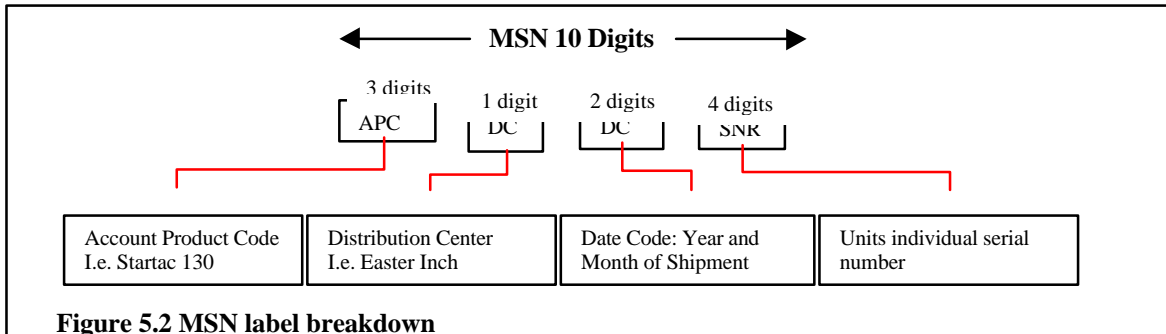 MSN 10 Digits
3 digits
1 digit
2 digits
4 digits
APC
DC
DC
SNR
Account Product Code
I.e. Startac 130
Distribution Center
I.e. Easter Inch
Date Code: Year and
Month of Shipment
Units individual serial
number
Figure 5.2 MSN label breakdown